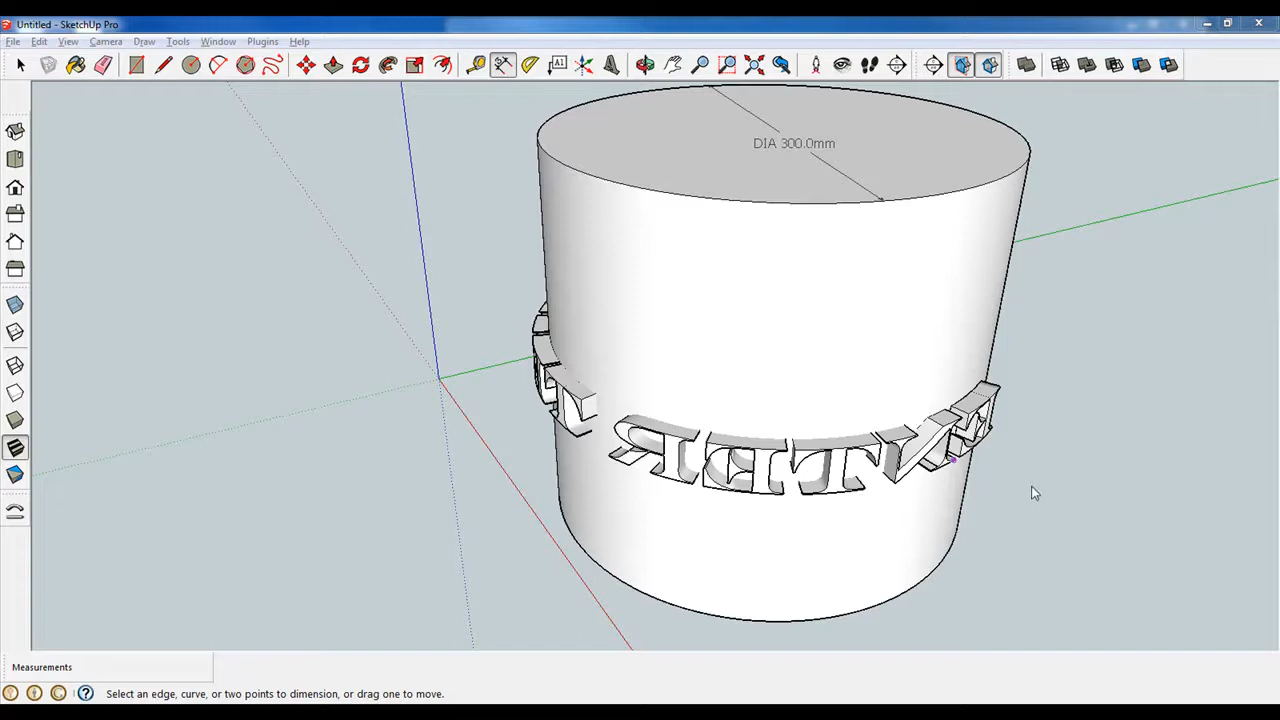 Untitled - SketchUp Pro
File Edit View Camera Draw Tools Window Plugins Help
A1
DIA 300.0mm
Measurements
Select an edge, curve, or two points to dimension, or drag one to move.